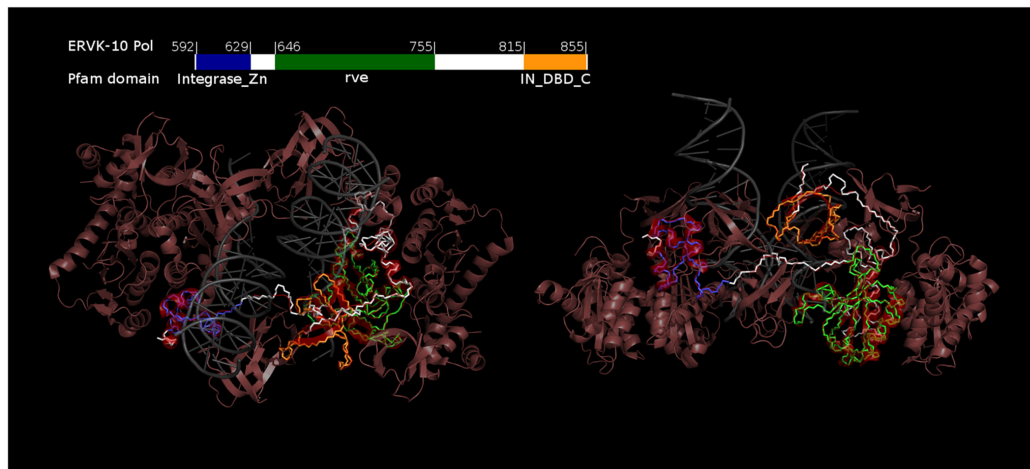 ERVK-10 Pol 592| 629| |646 755| 815| 855|
Pfam domain Integrase_Zn rve IN_DBD_C